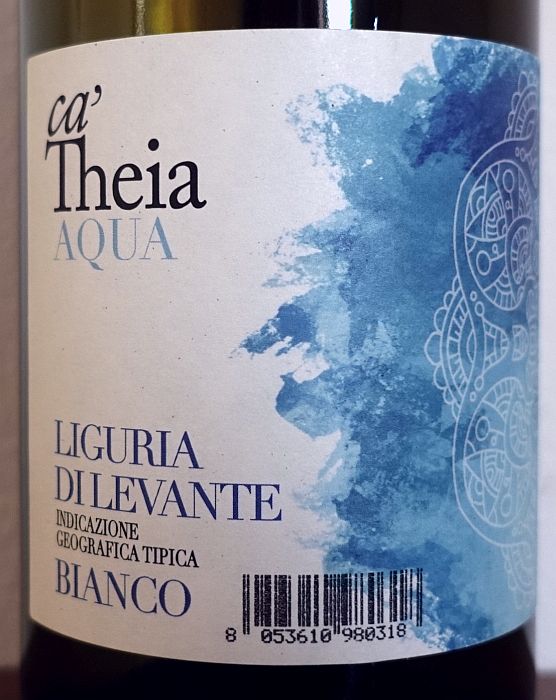 ca'
Theia
AQUA
LIGURIA
DI LEVANTE
INDICAZIONE
GEOGRAFICA TIPICA
BIANCO
8 053610 980318